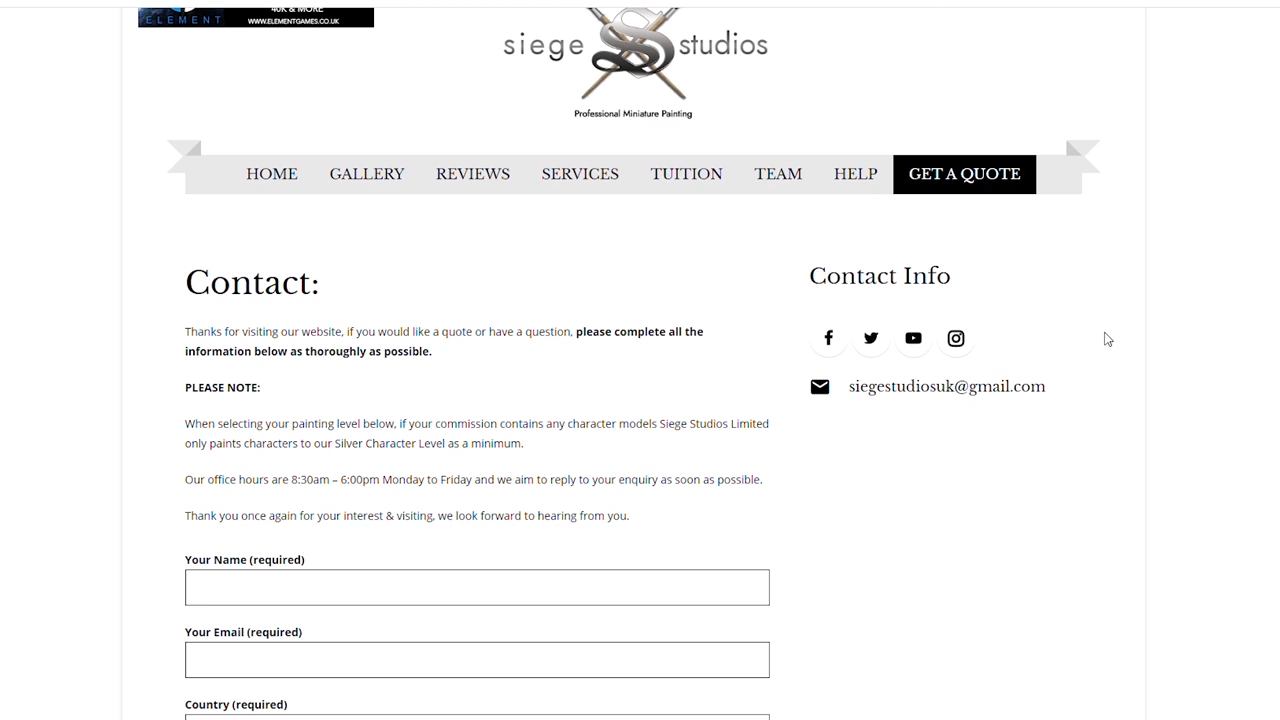 40K & MORE
ELEMENT
WWW.ELEMENTGAMES.CO.UK
siege S studios
Professional Miniature Painting
HOME GALLERY REVIEWS SERVICES TUITION TEAM HELP GET A QUOTE
Contact:
Thanks for visiting our website, if you would like a quote or have a question, please complete all the
information below as thoroughly as possible.
PLEASE NOTE:
When selecting your painting level below, if your commission contains any character models Siege Studios Limited
only paints characters to our Silver Character Level as a minimum.
Our office hours are 8:30am – 6:00pm Monday to Friday and we aim to reply to your enquiry as soon as possible.
Thank you once again for your interest & visiting, we look forward to hearing from you.
Your Name (required)
Your Email (required)
Country (required)
Contact Info
siegestudiosuk@gmail.com